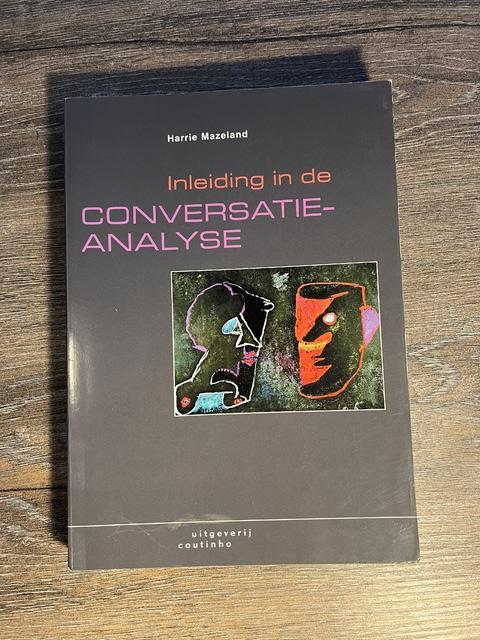 Harrie Mazeland
Inleiding in de
CONVERSATIE-
ANALYSE
uitgeverij
coutinho